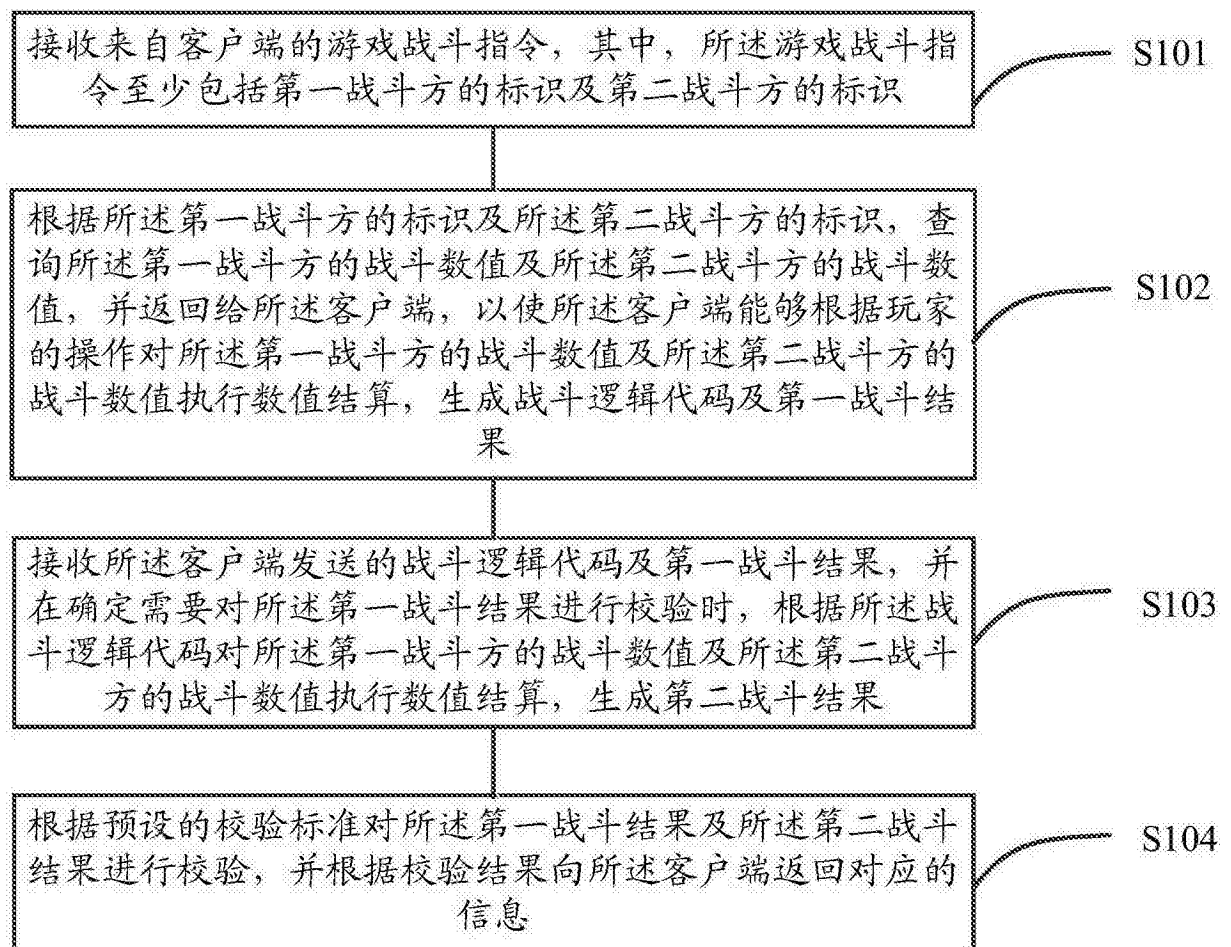 接收来自客户端的游戏战斗指令，其中，所述游戏战斗指
令至少包括第一战斗方的标识及第二战斗方的标识
S101
根据所述第一战斗方的标识及所述第二战斗方的标识，查
询所述第一战斗方的战斗数值及所述第二战斗方的战斗数
值，并返回给所述客户端，以使所述客户端能够根据玩家
的操作对所述第一战斗方的战斗数值及所述第二战斗方的
战斗数值执行数值结算，生成战斗逻辑代码及第一战斗结
果
S102
接收所述客户端发送的战斗逻辑代码及第一战斗结果，并
在确定需要对所述第一战斗结果进行校验时，根据所述战
斗逻辑代码对所述第一战斗方的战斗数值及所述第二战斗
方的战斗数值执行数值结算，生成第二战斗结果
S103
根据预设的校验标准对所述第一战斗结果及所述第二战斗
结果进行校验，并根据校验结果向所述客户端返回对应的
信息
S104